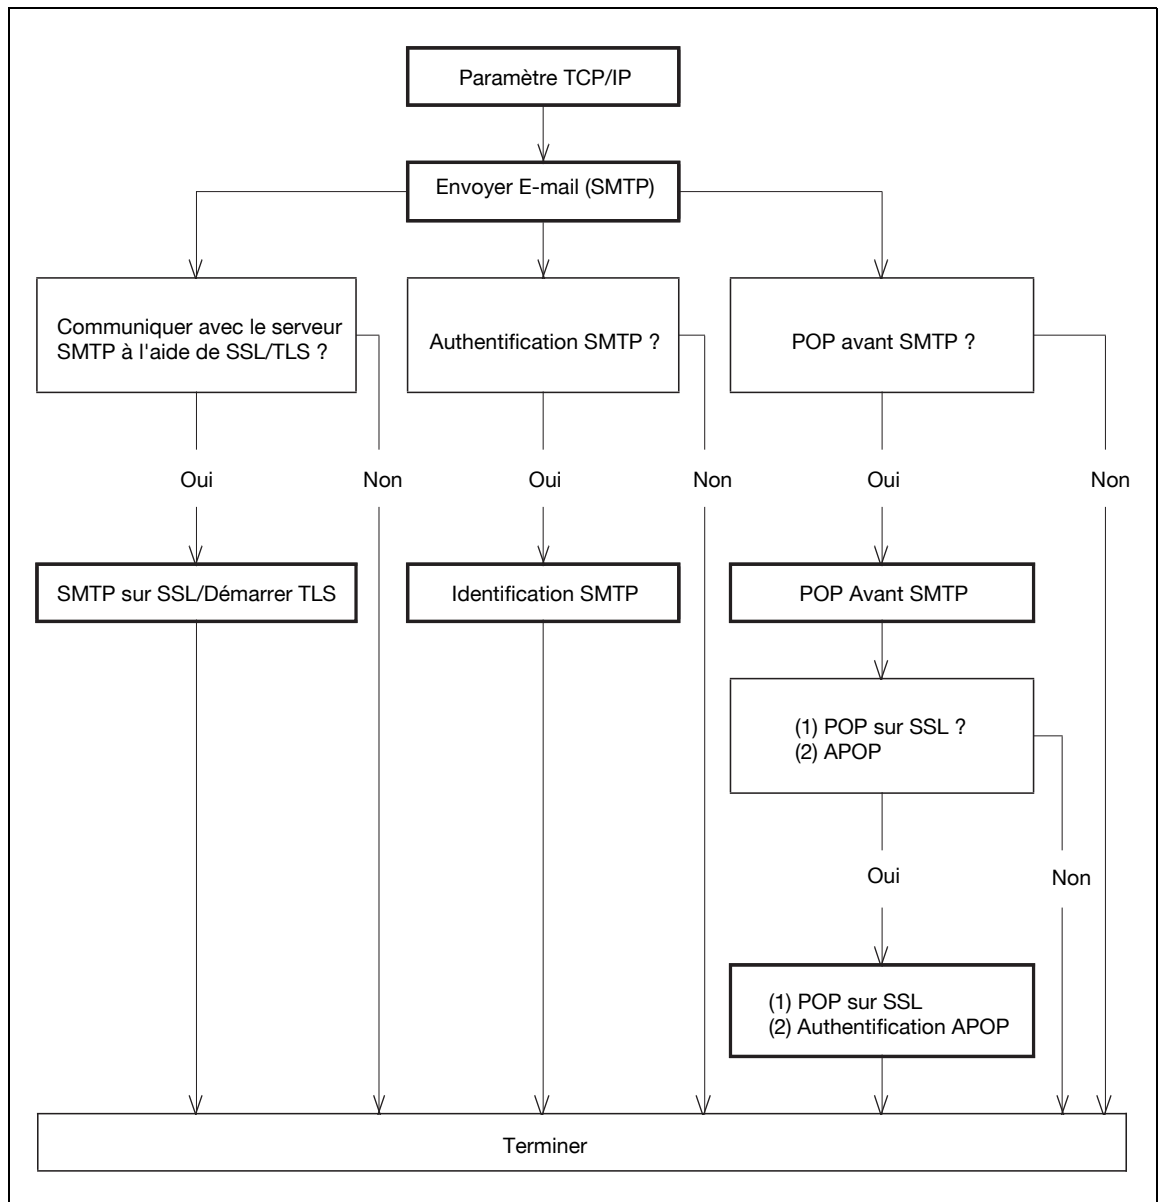 Paramètre TCP/IP
Envoyer E-mail (SMTP)
Communiquer avec le serveur
SMTP à l'aide de SSL/TLS ?
Authentification SMTP ?
POP avant SMTP ?
Oui
Non
Oui
Non
Oui
Non
SMTP sur SSL/Démarrer TLS
Identification SMTP
POP Avant SMTP
(1) POP sur SSL ?
(2) APOP
Oui
Non
(1) POP sur SSL
(2) Authentification APOP
Terminer